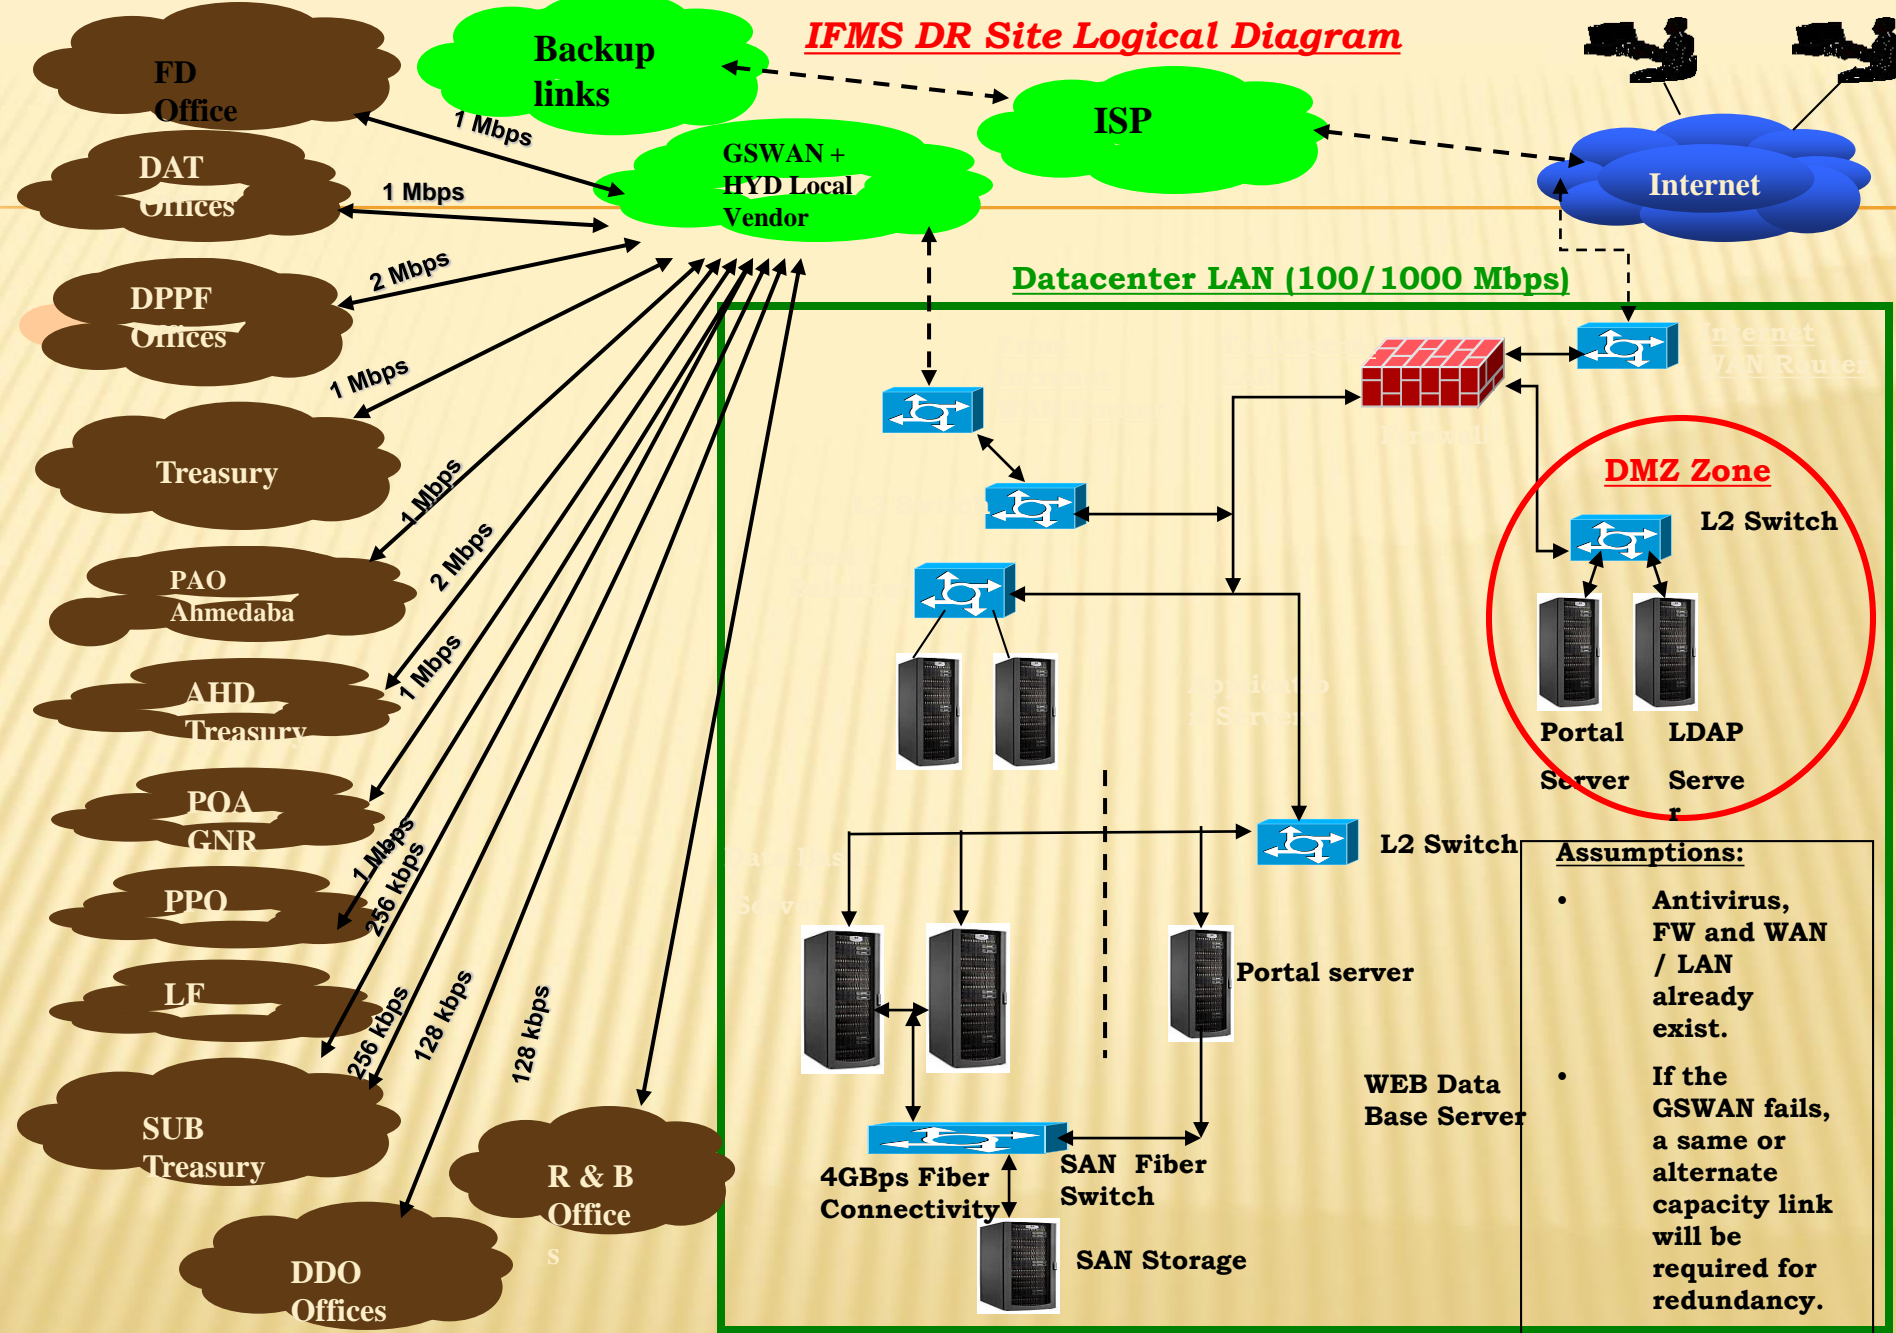 IFMS DR Site Logical Diagram
Backup
links
FD
Office
ISP
1 Mbps
GSWAN +
HYD Local
Vendor
DAT
Offices
1 Mbps
Internet
2 Mbps
Datacenter LAN (100/1000 Mbps)
DPPF
Offices
Internet
WAN Router
1 Mbps
Firewall
Treasury
1 Mbps
DMZ Zone
L2 Switch
2 Mbps
PAO
Ahmedaba
1 Mbps
AHD
Treasury
Portal
Server
LDAP
Serve
r
POA
GNR
1 Mbps
L2 Switch
256 kbps
PPO
Server
LF
Portal server
256 kbps
128 kbps
128 kbps
WEB Data
Base Server
SUB
Treasury
R & B
Office
s
4GBps Fiber
Connectivity
SAN Fiber
Switch
SAN Storage
DDO
Offices
Assumptions:
• Antivirus,
FW and WAN
/ LAN
already
exist.
• If the
GSWAN fails,
a same or
alternate
capacity link
will be
required for
redundancy.